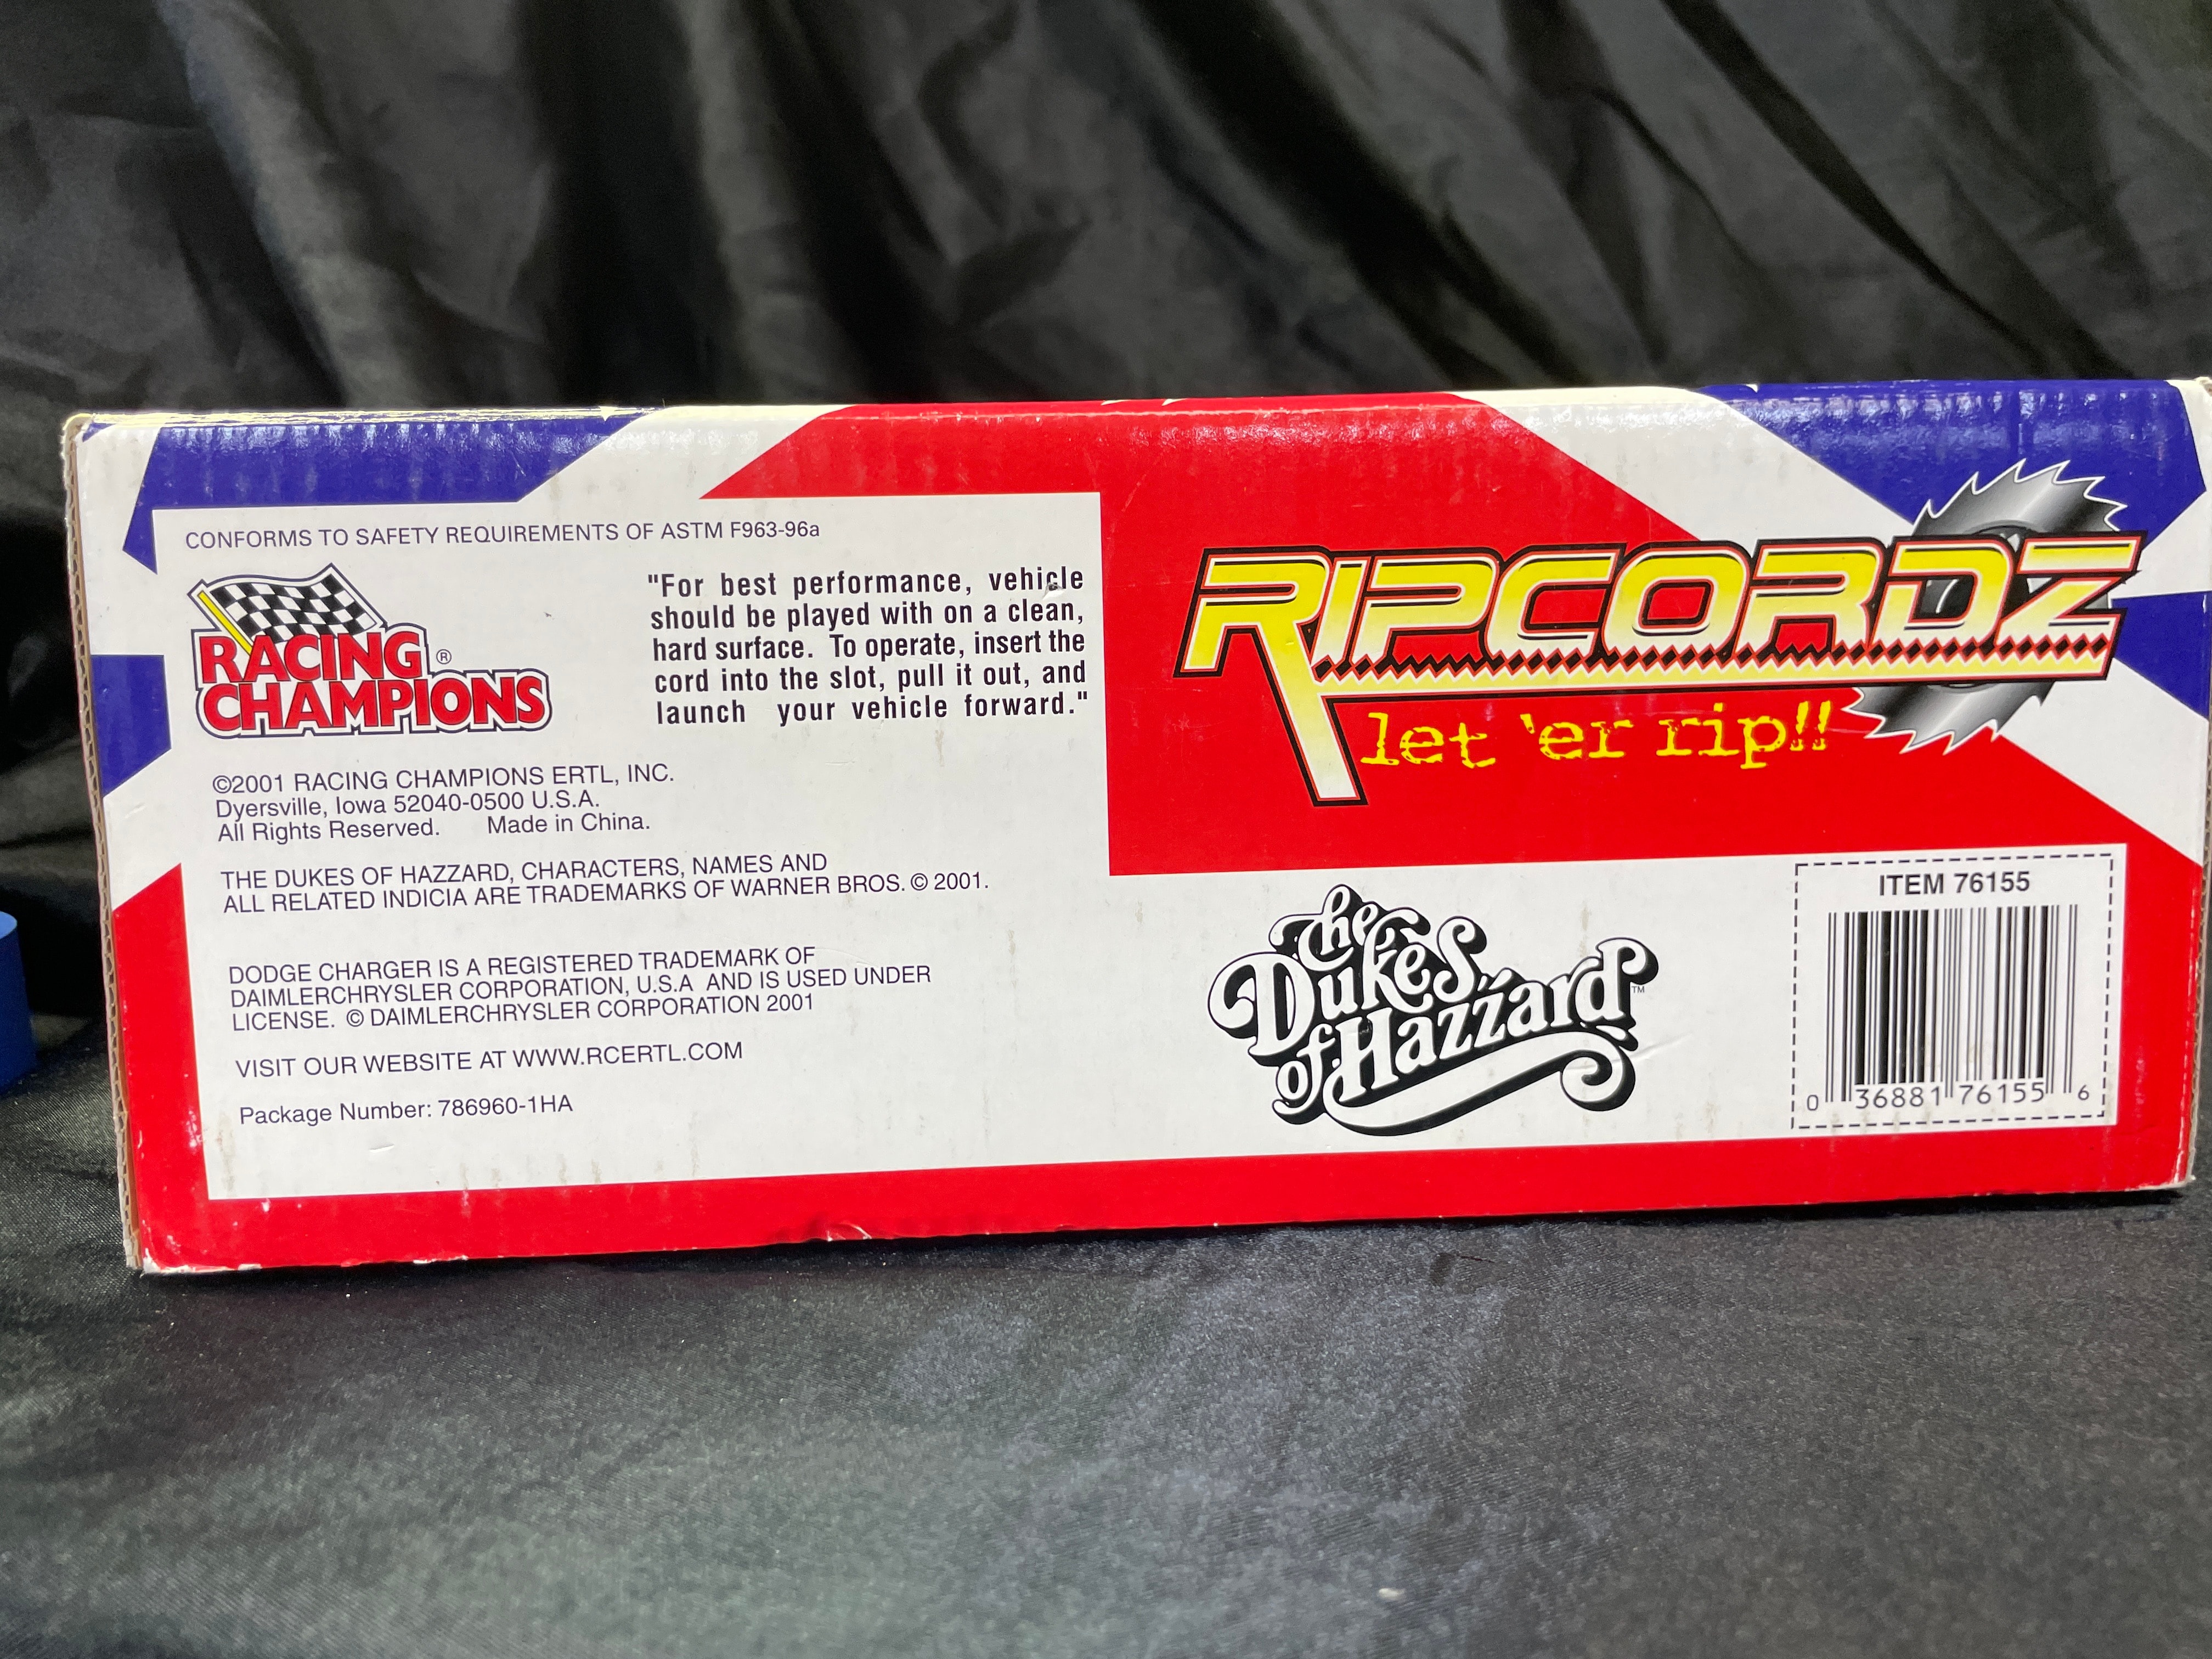 CONFORMS TO SAFETY REQUIREMENTS OF ASTM F963-96a
RACING
CHAMPIONS
®
"For best performance, vehicle
should be played with on a clean,
hard surface. To operate, insert the
cord into the slot, pull it out, and
launch your vehicle forward."
©2001 RACING CHAMPIONS ERTL, INC.
Dyersville, Iowa 52040-0500 U.S.A.
All Rights Reserved. Made in China.
THE DUKES OF HAZZARD, CHARACTERS, NAMES AND
ALL RELATED INDICIA ARE TRADEMARKS OF WARNER BROS. © 2001.
DODGE CHARGER IS A REGISTERED TRADEMARK OF
DAIMLERCHRYSLER CORPORATION, U.S.A AND IS USED UNDER
LICENSE. © DAIMLERCHRYSLER CORPORATION 2001
VISIT OUR WEBSITE AT WWW.RCERTL.COM
Package Number: 786960-1HA
RIPCORDZ
let 'er rip!!
The
Dukes
of Hazzard
TM
ITEM 76155
0 36881 76155 6